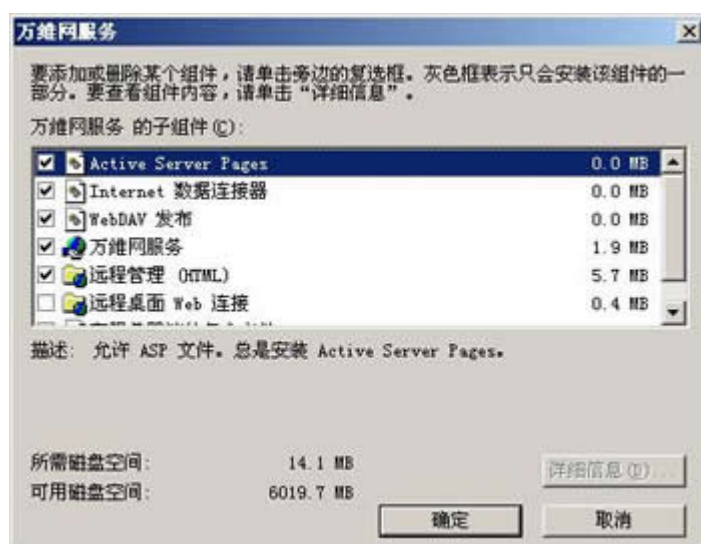 万维网服务
要添加或删除某个组件，请单击旁边的复选框。灰色框表示只会安装该组件的一
部分。要查看组件内容，请单击“详细信息”。
万维网服务 的子组件(C):
Active Server Pages 0.0 MB
Internet 数据连接器 0.0 MB
WebDAV 发布 0.0 MB
万维网服务 1.9 MB
远程管理 (HTML) 5.7 MB
远程桌面 Web 连接 0.4 MB
描述: 允许 ASP 文件。总是安装 Active Server Pages。
所需磁盘空间: 14.1 MB
详细信息(D)...
可用磁盘空间: 6019.7 MB
确定 取消